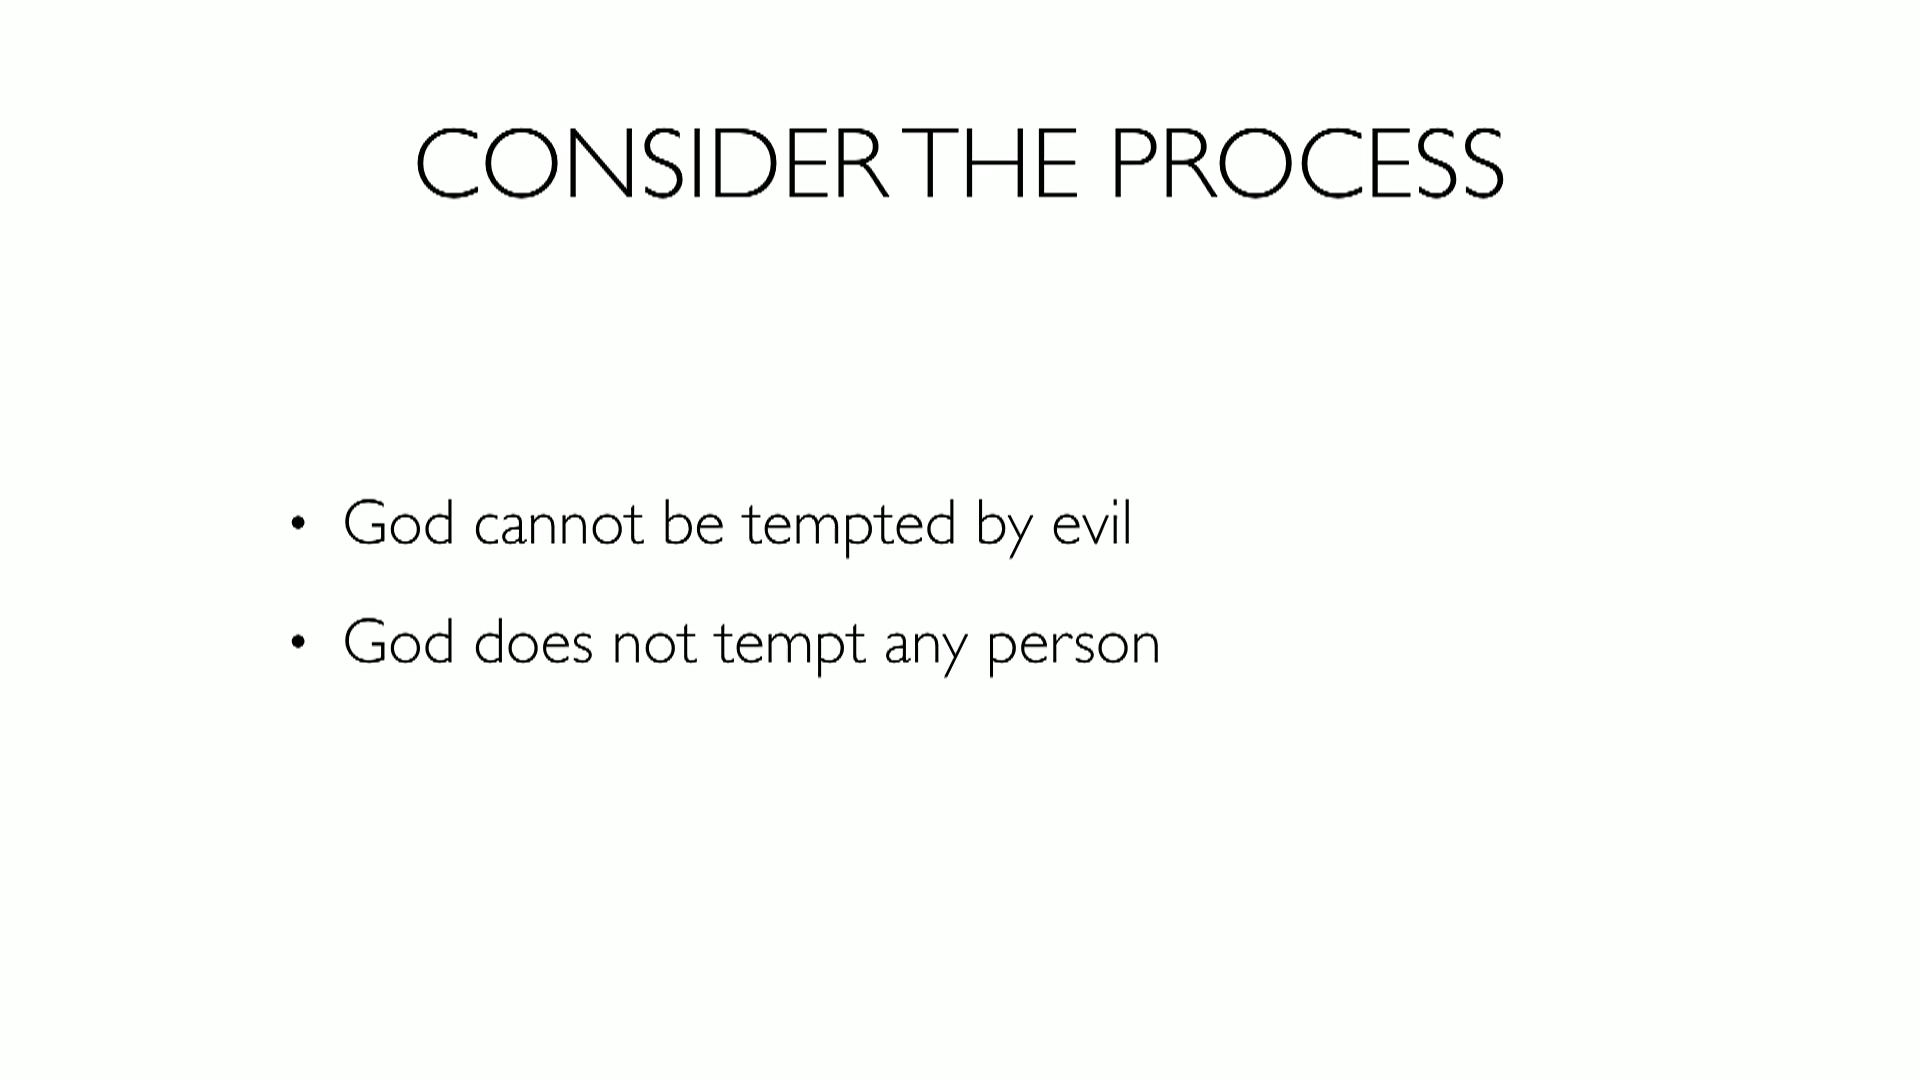 CONSIDER THE PROCESS
• God cannot be tempted by evil
• God does not tempt any person